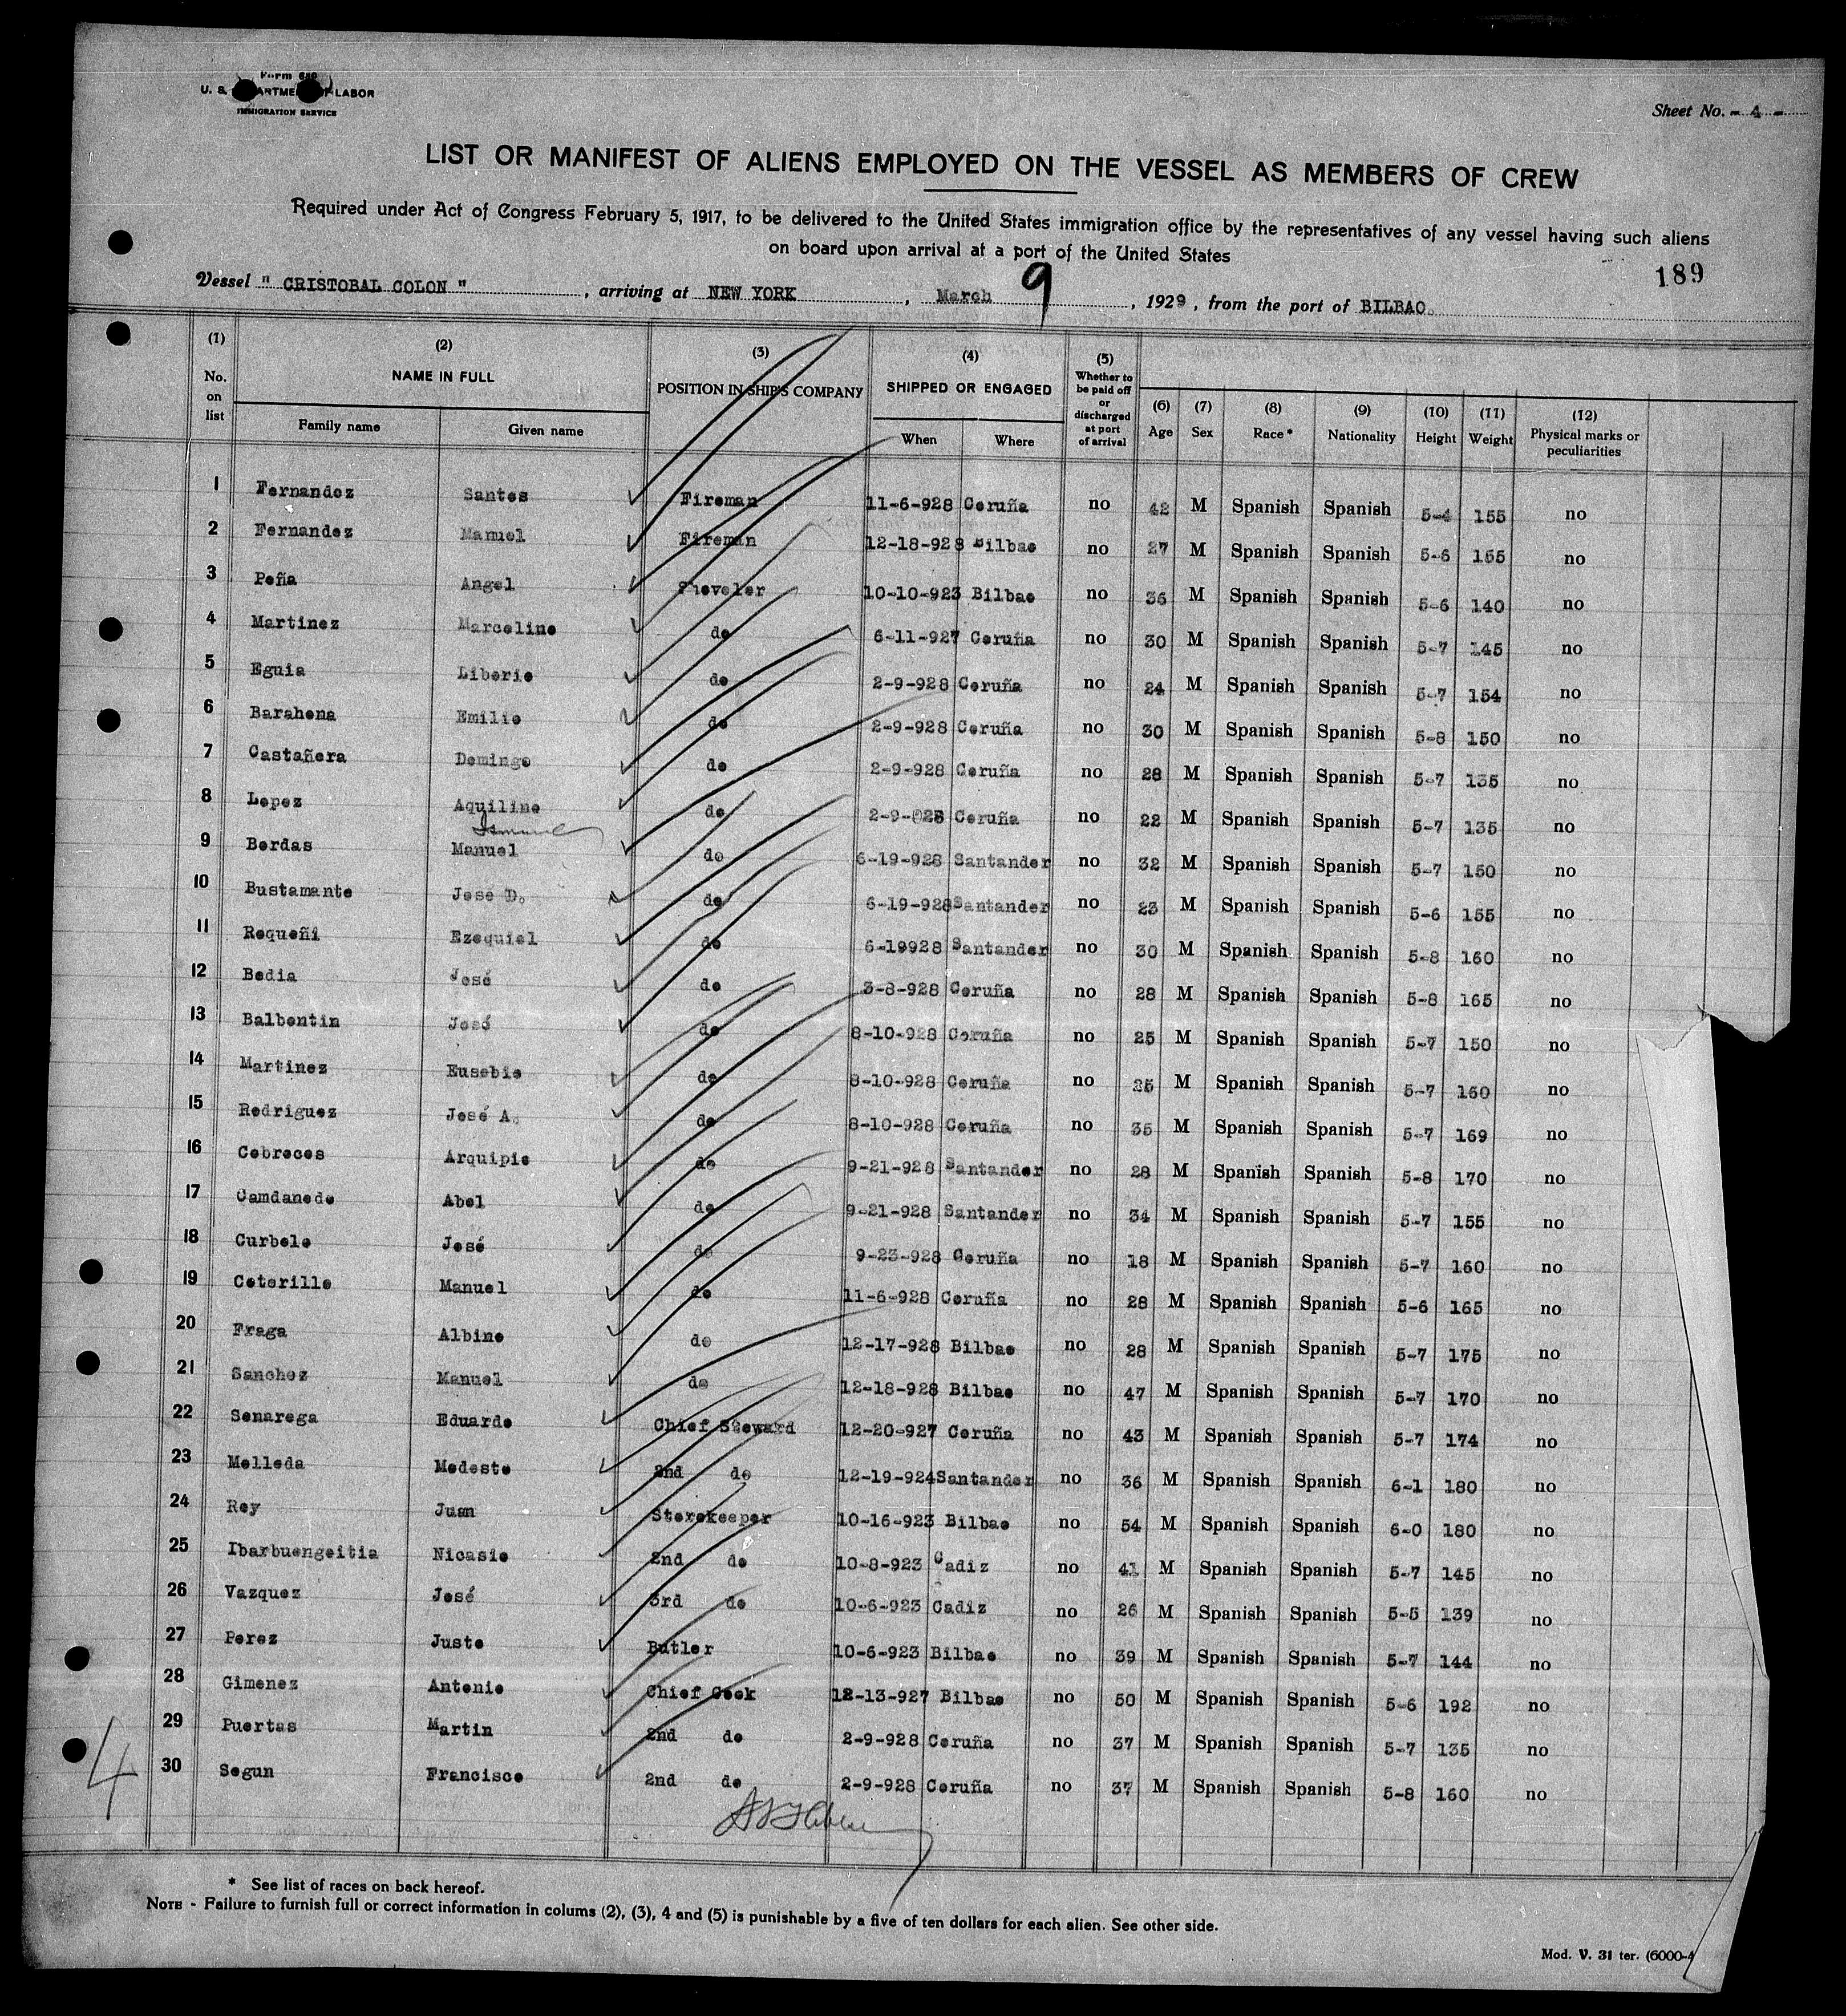 Form 680
U. S. DEPARTMENT OF LABOR
IMMIGRATION SERVICE
Sheet No. - 4 -
LIST OR MANIFEST OF ALIENS EMPLOYED ON THE VESSEL AS MEMBERS OF CREW
Required under Act of Congress February 5, 1917, to be delivered to the United States immigration office by the representatives of any vessel having such aliens
on board upon arrival at a port of the United States
189
Vessel " CRISTOBAL COLON " , arriving at NEW YORK , March 9 , 1929 , from the port of BILBAO.
(1) No. on list (2) NAME IN FULL Family name Given name (3) POSITION IN SHIP'S COMPANY (4) SHIPPED OR ENGAGED When Where (5) Whether to be paid off or discharged at port of arrival (6) Age (7) Sex (8) Race * (9) Nationality (10) Height (11) Weight (12) Physical marks or peculiarities
1 Fernandez Santos Fireman 11-6-928 Coruña no 42 M Spanish Spanish 5-4 155 no
2 Fernandez Manuel Fireman 12-18-928 Bilbao no 27 M Spanish Spanish 5-6 155 no
3 Peña Angel Shoveler 10-10-923 Bilbao no 36 M Spanish Spanish 5-6 140 no
4 Martinez Marcelino do 6-11-927 Coruña no 30 M Spanish Spanish 5-7 145 no
5 Eguia Liborio do 2-9-928 Coruña no 24 M Spanish Spanish 5-7 154 no
6 Barahona Emilio do 2-9-928 Coruña no 30 M Spanish Spanish 5-8 150 no
7 Castañera Domingo do 2-9-928 Coruña no 28 M Spanish Spanish 5-7 135 no
8 Lopez Aquilino do 2-9-928 Coruña no 22 M Spanish Spanish 5-7 135 no
9 Bordas Manuel do 6-19-928 Santander no 32 M Spanish Spanish 5-7 150 no
10 Bustamante José D. do 6-19-928 Santander no 23 M Spanish Spanish 5-6 155 no
11 Requeñi Ezequiel do 6-19928 Santander no 30 M Spanish Spanish 5-8 160 no
12 Bedia José do 3-8-928 Coruña no 28 M Spanish Spanish 5-8 165 no
13 Balbontin José do 8-10-928 Coruña no 25 M Spanish Spanish 5-7 150 no
14 Martinez Eusebio do 8-10-928 Coruña no 25 M Spanish Spanish 5-7 160 no
15 Rodriguez José A. do 8-10-928 Coruña no 35 M Spanish Spanish 5-7 169 no
16 Cobreces Arquipio do 9-21-928 Santander no 28 M Spanish Spanish 5-8 170 no
17 Camdanedo Abel do 9-21-928 Santander no 34 M Spanish Spanish 5-7 155 no
18 Curbelo José do 9-23-928 Coruña no 18 M Spanish Spanish 5-7 160 no
19 Coterillo Manuel do 11-6-928 Coruña no 28 M Spanish Spanish 5-6 165 no
20 Fraga Albino do 12-17-928 Bilbao no 28 M Spanish Spanish 5-7 175 no
21 Sanchez Manuel do 12-18-928 Bilbao no 47 M Spanish Spanish 5-7 170 no
22 Senarega Eduardo Chief Steward 12-20-927 Coruña no 43 M Spanish Spanish 5-7 174 no
23 Melleda Modesto 2nd do 12-19-924 Santander no 36 M Spanish Spanish 6-1 180 no
24 Rey Juan Storekeeper 10-16-923 Bilbao no 54 M Spanish Spanish 6-0 180 no
25 Ibarbuengoitia Nicasio 2nd do 10-8-923 Cadiz no 41 M Spanish Spanish 5-7 145 no
26 Vazquez José 3rd do 10-6-923 Cadiz no 26 M Spanish Spanish 5-5 139 no
27 Perez Justo Butler 10-6-923 Bilbao no 39 M Spanish Spanish 5-7 144 no
28 Gimenez Antonio Chief Cook 12-13-927 Bilbao no 50 M Spanish Spanish 5-6 192 no
29 Puertas Martin 2nd do 2-9-928 Coruña no 37 M Spanish Spanish 5-7 135 no
30 Segun Francisco 2nd do 2-9-928 Coruña no 37 M Spanish Spanish 5-8 160 no
4
* See list of races on back hereof.
NOTE - Failure to furnish full or correct information in colums (2), (3), 4 and (5) is punishable by a five of ten dollars for each alien. See other side.
Mod. V. 31 ter. (6000-4